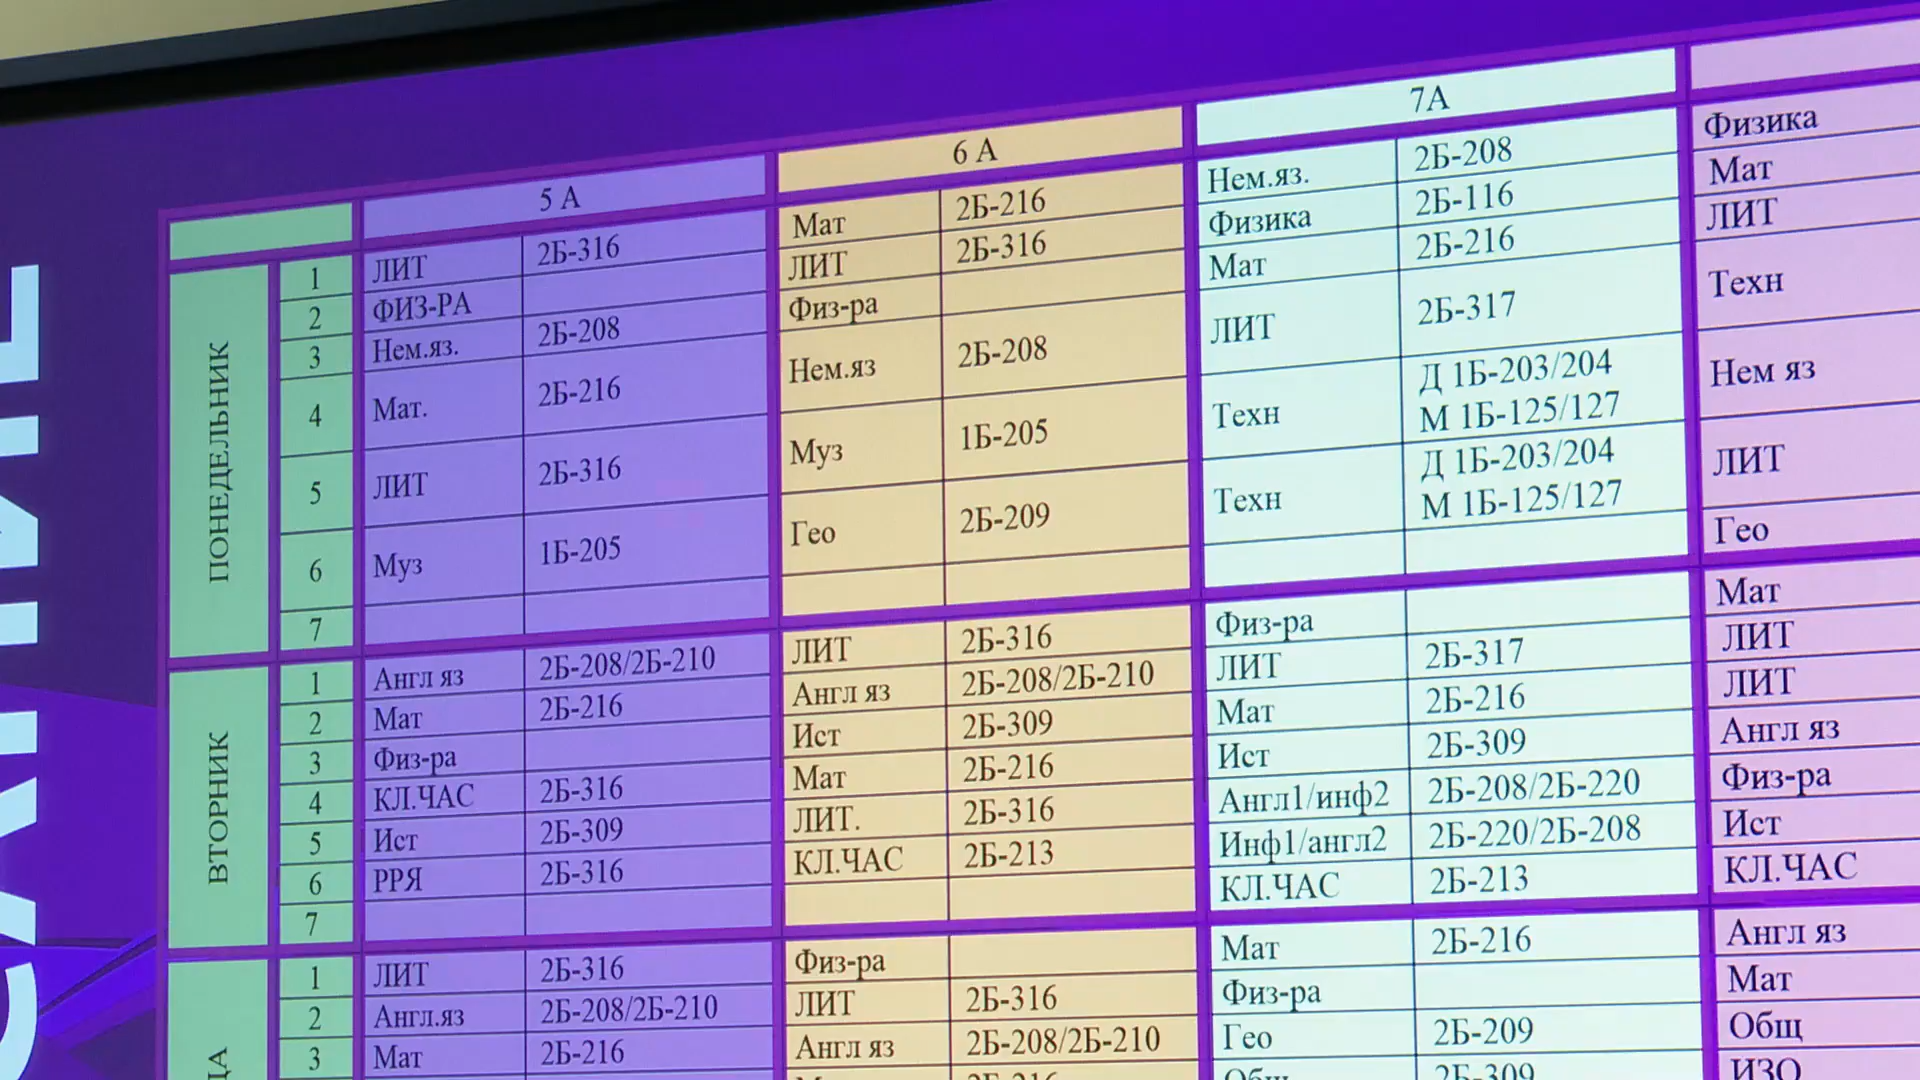 5 А 6 А 7А
ПОНЕДЕЛЬНИК
1 ЛИТ 2Б-316 Мат 2Б-216 Нем.яз. 2Б-208 Физика
2 ФИЗ-РА ЛИТ 2Б-316 Физика 2Б-116 Мат
3 Нем.яз. 2Б-208 Физ-ра Мат 2Б-216 ЛИТ
4 Мат. 2Б-216 Нем.яз 2Б-208 ЛИТ 2Б-317 Техн
5 ЛИТ 2Б-316 Муз 1Б-205 Техн Д 1Б-203/204 Нем яз
М 1Б-125/127
6 Муз 1Б-205 Гео 2Б-209 Техн Д 1Б-203/204 ЛИТ
М 1Б-125/127
7 Гео
ВТОРНИК
1 Англ яз 2Б-208/2Б-210 ЛИТ 2Б-316 Физ-ра Мат
2 Мат 2Б-216 Англ яз 2Б-208/2Б-210 ЛИТ 2Б-317 ЛИТ
3 Физ-ра Ист 2Б-309 Мат 2Б-216 ЛИТ
4 КЛ.ЧАС 2Б-316 Мат 2Б-216 Ист 2Б-309 Англ яз
5 Ист 2Б-309 ЛИТ. 2Б-316 Англ1/инф2 2Б-208/2Б-220 Физ-ра
6 РРЯ 2Б-316 КЛ.ЧАС 2Б-213 Инф1/англ2 2Б-220/2Б-208 Ист
7 КЛ.ЧАС 2Б-213 КЛ.ЧАС
1 ЛИТ 2Б-316 Физ-ра Мат 2Б-216 Англ яз
2 Англ.яз 2Б-208/2Б-210 ЛИТ 2Б-316 Физ-ра Мат
3 Мат 2Б-216 Англ яз 2Б-208/2Б-210 Гео 2Б-209 Общ
2Б-216 Общ 2Б-309 ИЗО